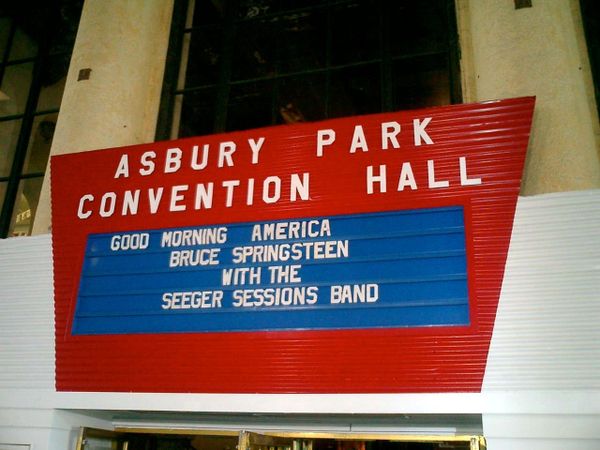 ASBURY PARK
CONVENTION HALL
GOOD MORNING AMERICA
BRUCE SPRINGSTEEN
WITH THE
SEEGER SESSIONS BAND